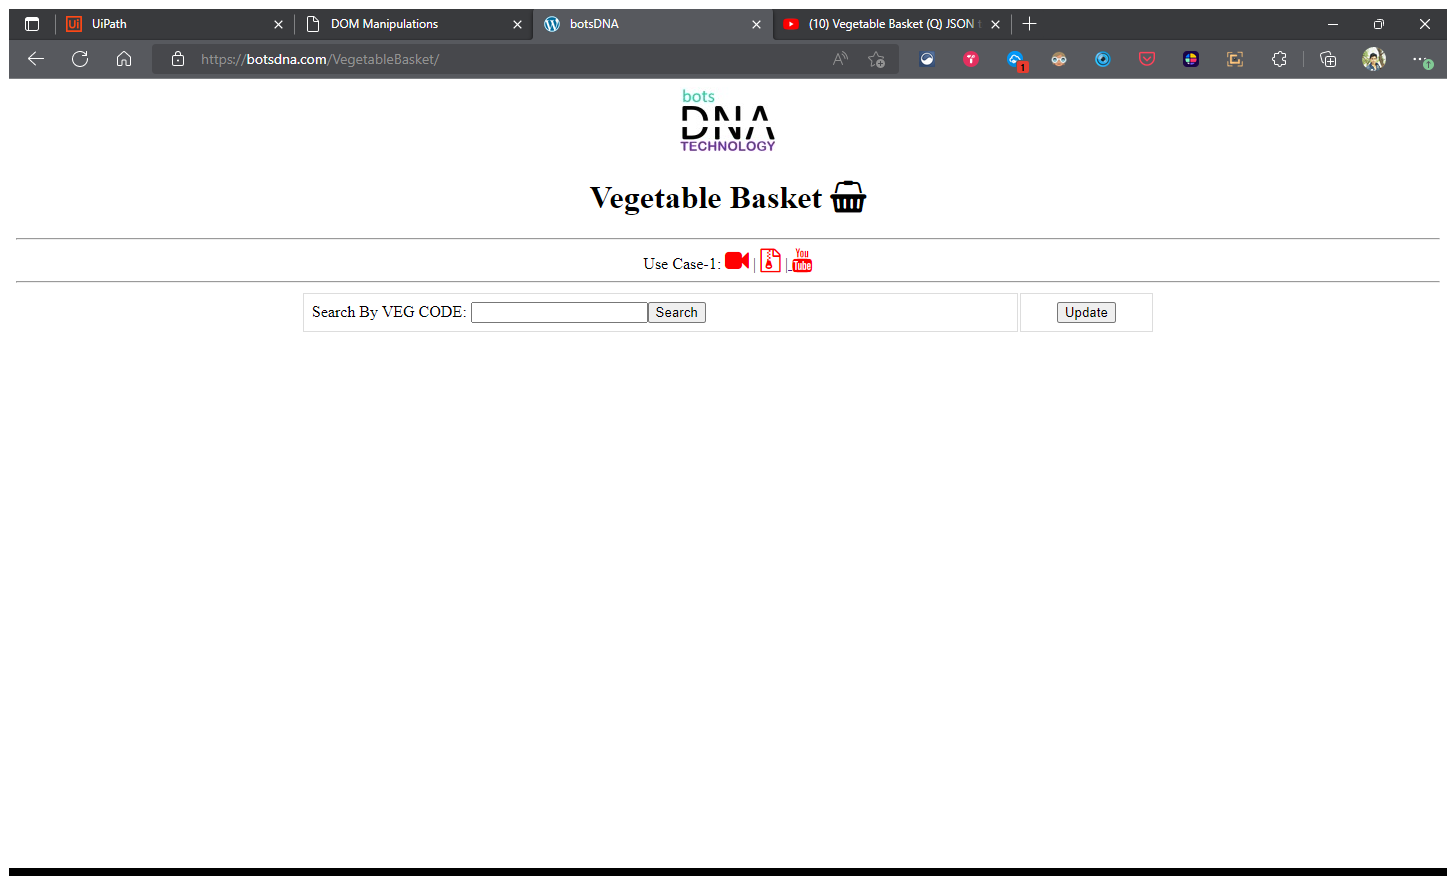 UiPath
DOM Manipulations
botsDNA
(10) Vegetable Basket (Q) JSON
https://botsdna.com/VegetableBasket/
1
bots
DNA
TECHNOLOGY
Vegetable Basket
Use Case-1: | | You Tube
Search By VEG CODE: Search
Update